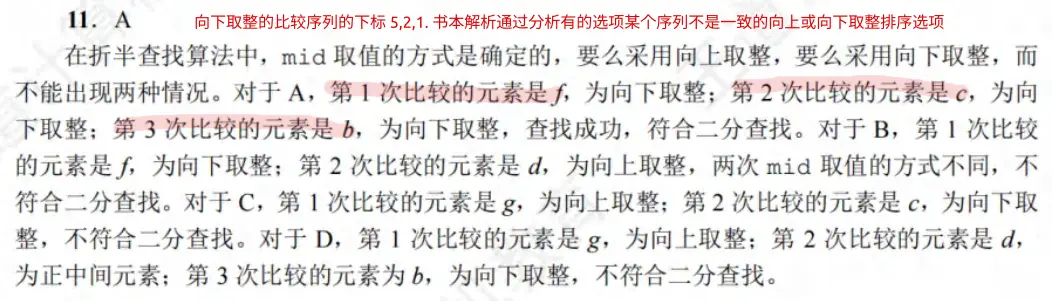 11. A 向下取整的比较序列的下标 5,2,1. 书本解析通过分析有的选项某个序列不是一致的向上或向下取整排序选项
在折半查找算法中，mid 取值的方式是确定的，要么采用向上取整，要么采用向下取整，而
不能出现两种情况。对于 A，第 1 次比较的元素是 f，为向下取整；第 2 次比较的元素是 c，为向
下取整；第 3 次比较的元素是 b，为向下取整，查找成功，符合二分查找。对于 B，第 1 次比较
的元素是 f，为向下取整；第 2 次比较的元素是 d，为向上取整，两次 mid 取值的方式不同，不
符合二分查找。对于 C，第 1 次比较的元素是 g，为向上取整；第 2 次比较的元素是 c，为向下取
整，不符合二分查找。对于 D，第 1 次比较的元素是 g，为向上取整；第 2 次比较的元素是 d，
为正中间元素；第 3 次比较的元素为 b，为向下取整，不符合二分查找。